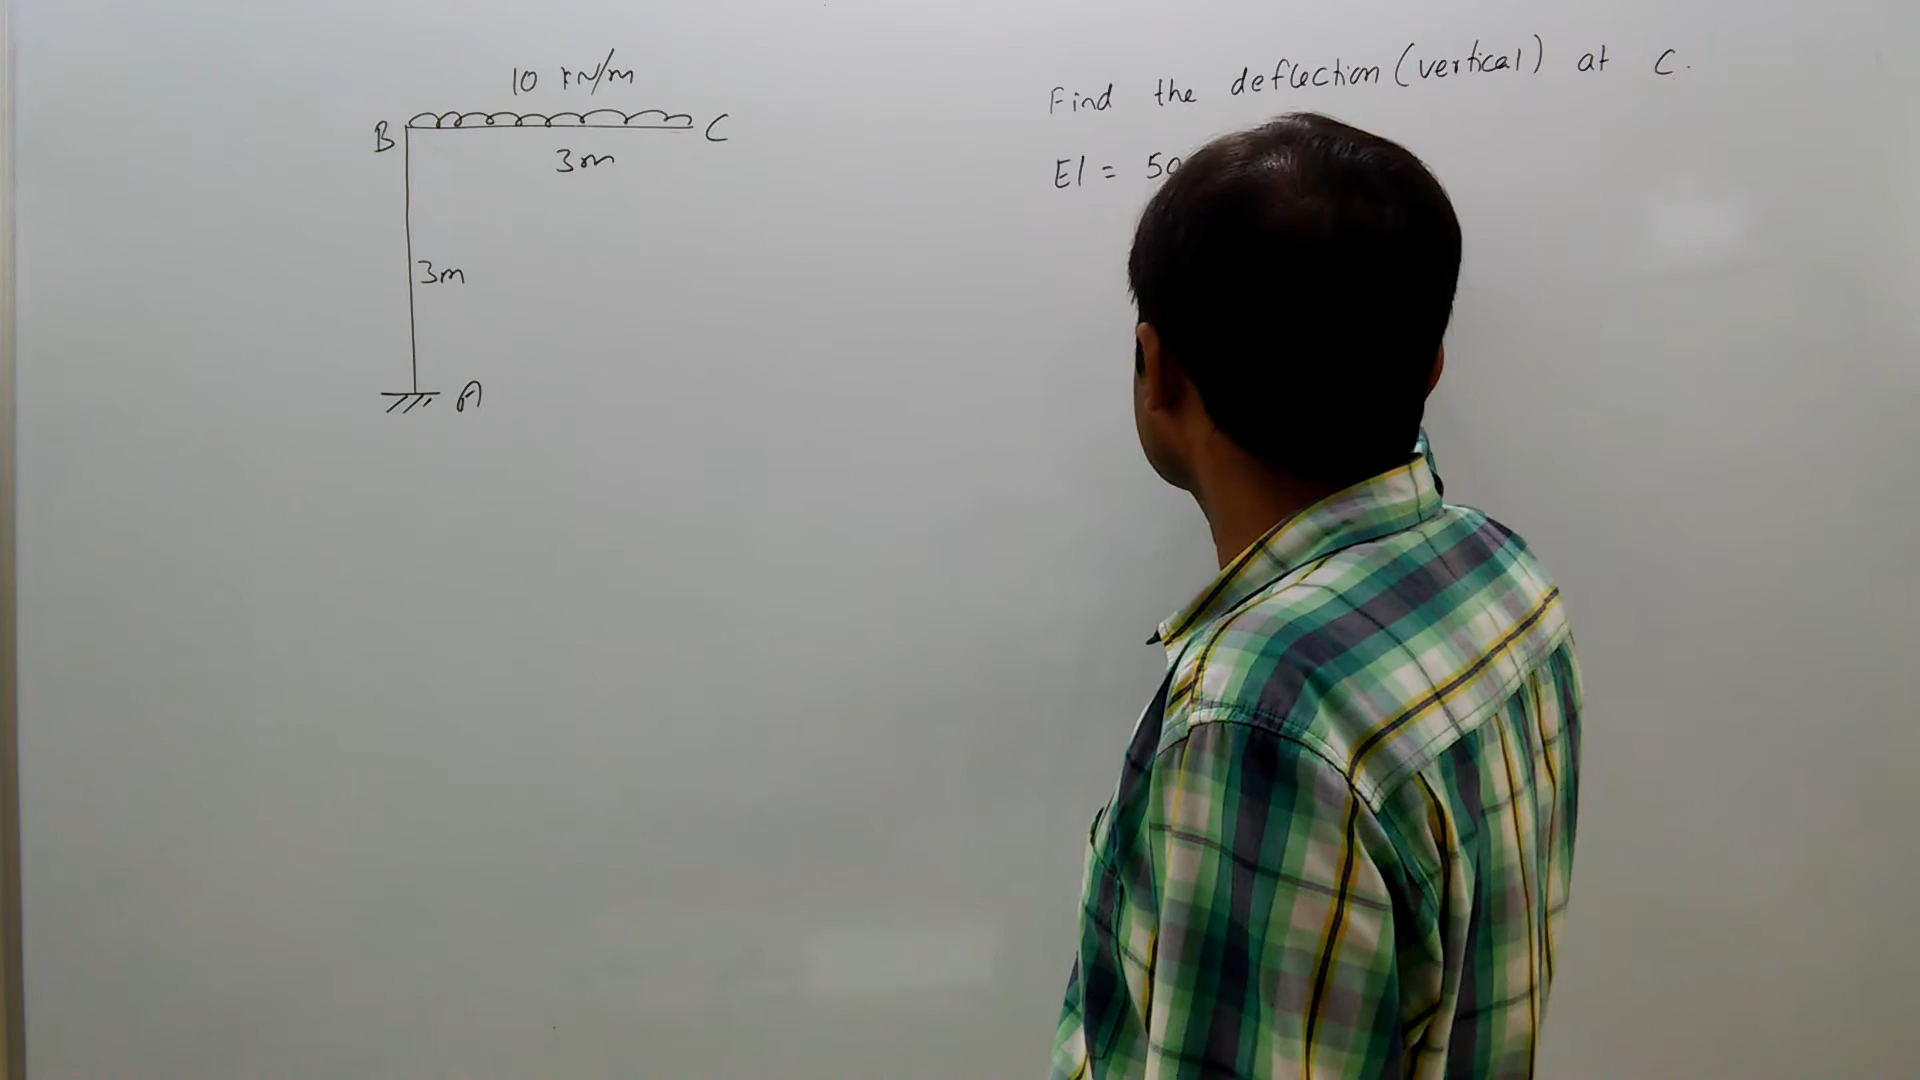 10 kN/m
B
C
3m
3m
A
Find the deflection (vertical) at C.
EI = 50